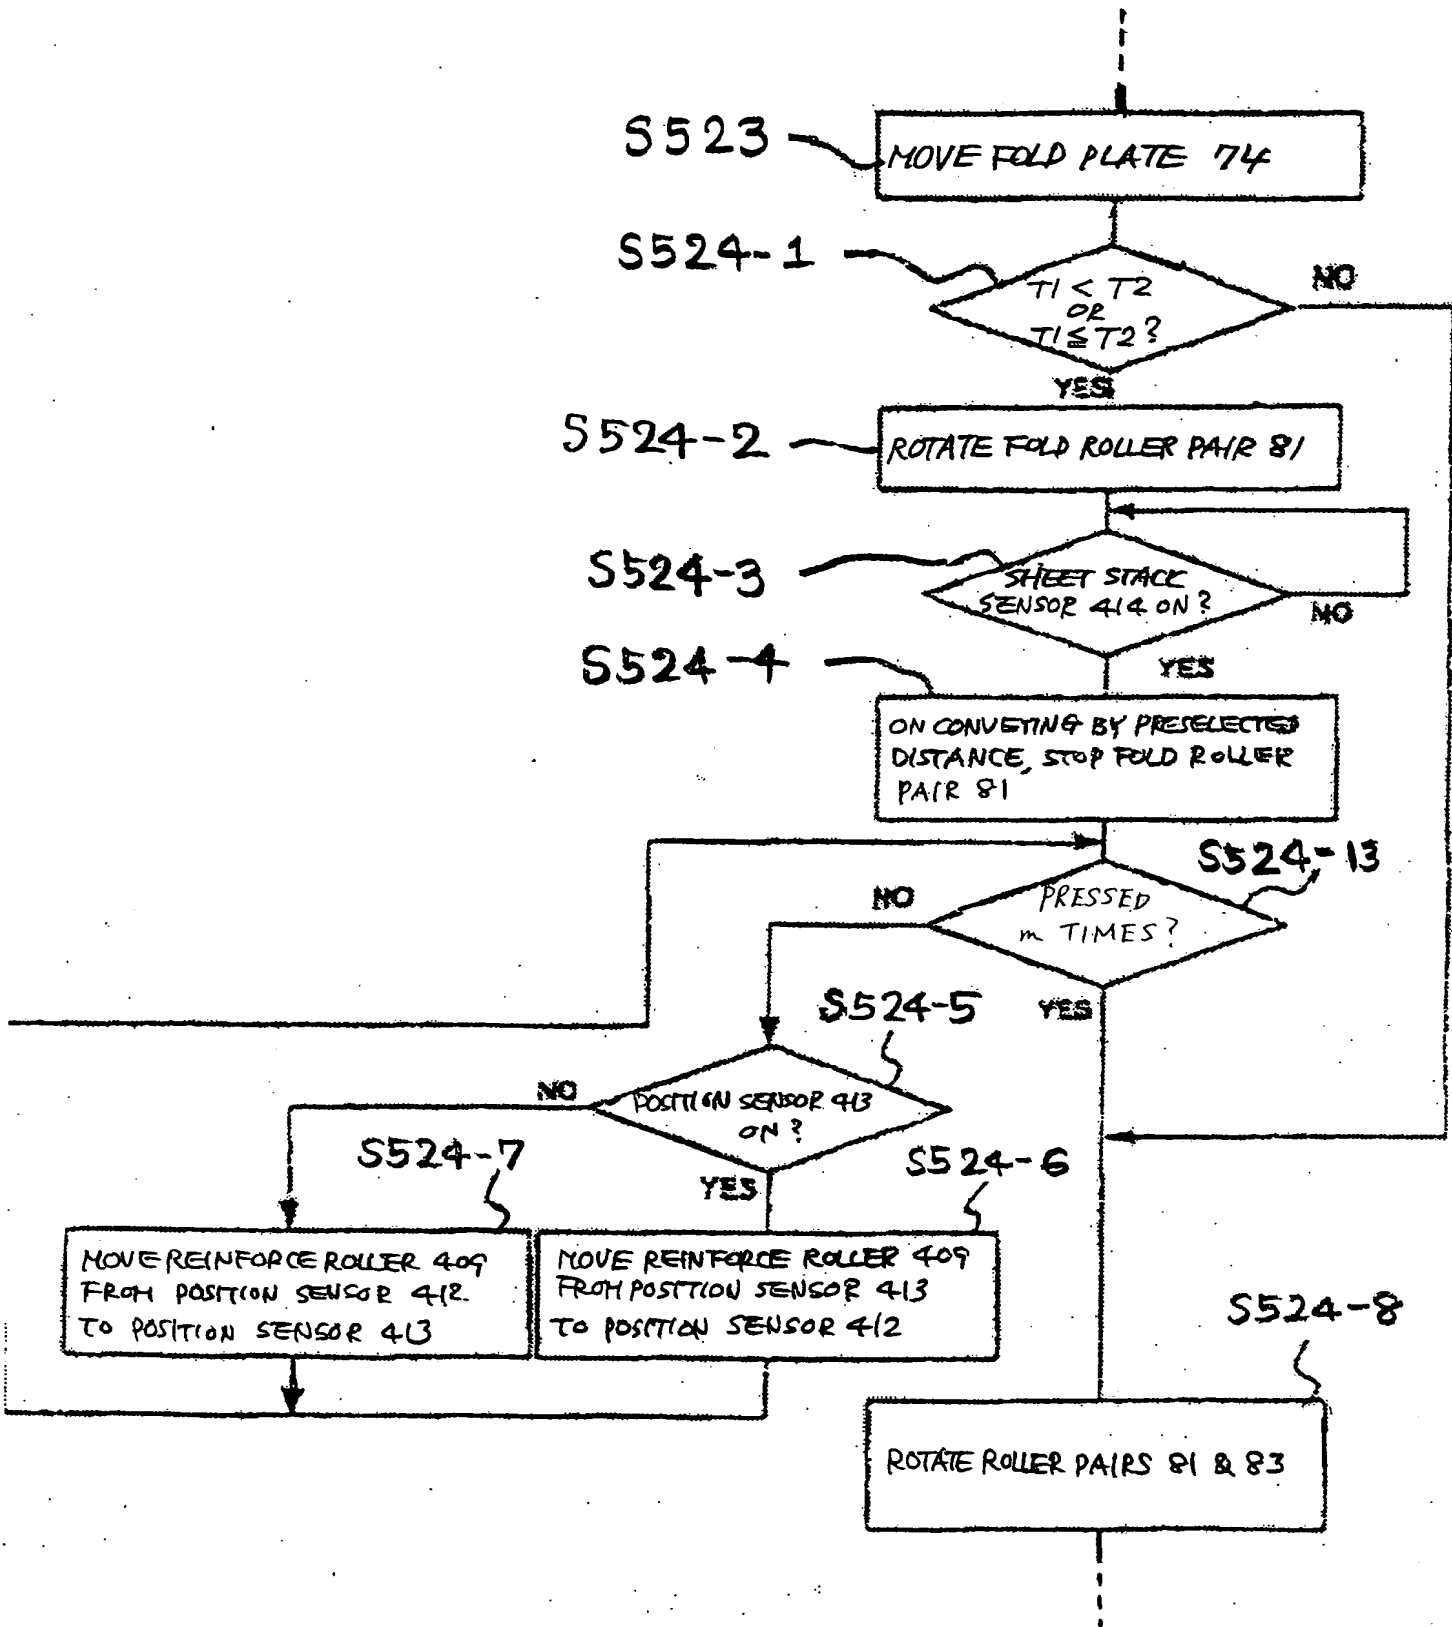 S523
MOVE FOLD PLATE 74
S524-1
T1 < T2
OR
T1 ≦ T2?
NO
YES
S524-2
ROTATE FOLD ROLLER PAIR 81
S524-3
SHEET STACK
SENSOR 414 ON?
NO
YES
S524-4
ON CONVEYING BY PRESELECTED
DISTANCE, STOP FOLD ROLLER
PAIR 81
S524-13
PRESSED
m TIMES?
NO
YES
S524-5
POSITION SENSOR 413
ON?
NO
YES
S524-7
MOVE REINFORCE ROLLER 409
FROM POSITION SENSOR 412
TO POSITION SENSOR 413
S524-6
MOVE REINFORCE ROLLER 409
FROM POSITION SENSOR 413
TO POSITION SENSOR 412
S524-8
ROTATE ROLLER PAIRS 81 & 83